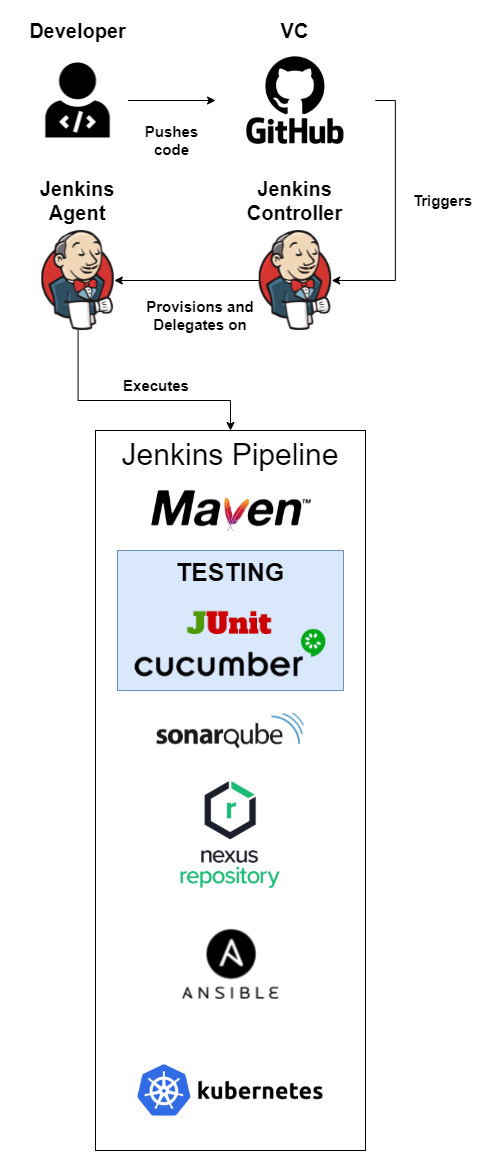 Developer
VC
</>
GitHub
Pushes
code
Jenkins
Agent
Jenkins
Controller
Triggers
Provisions and
Delegates on
Executes
Jenkins Pipeline
Maven™
TESTING
JUnit
cucumber
sonarqube
r
nexus
repository
A
ANSIBLE
kubernetes